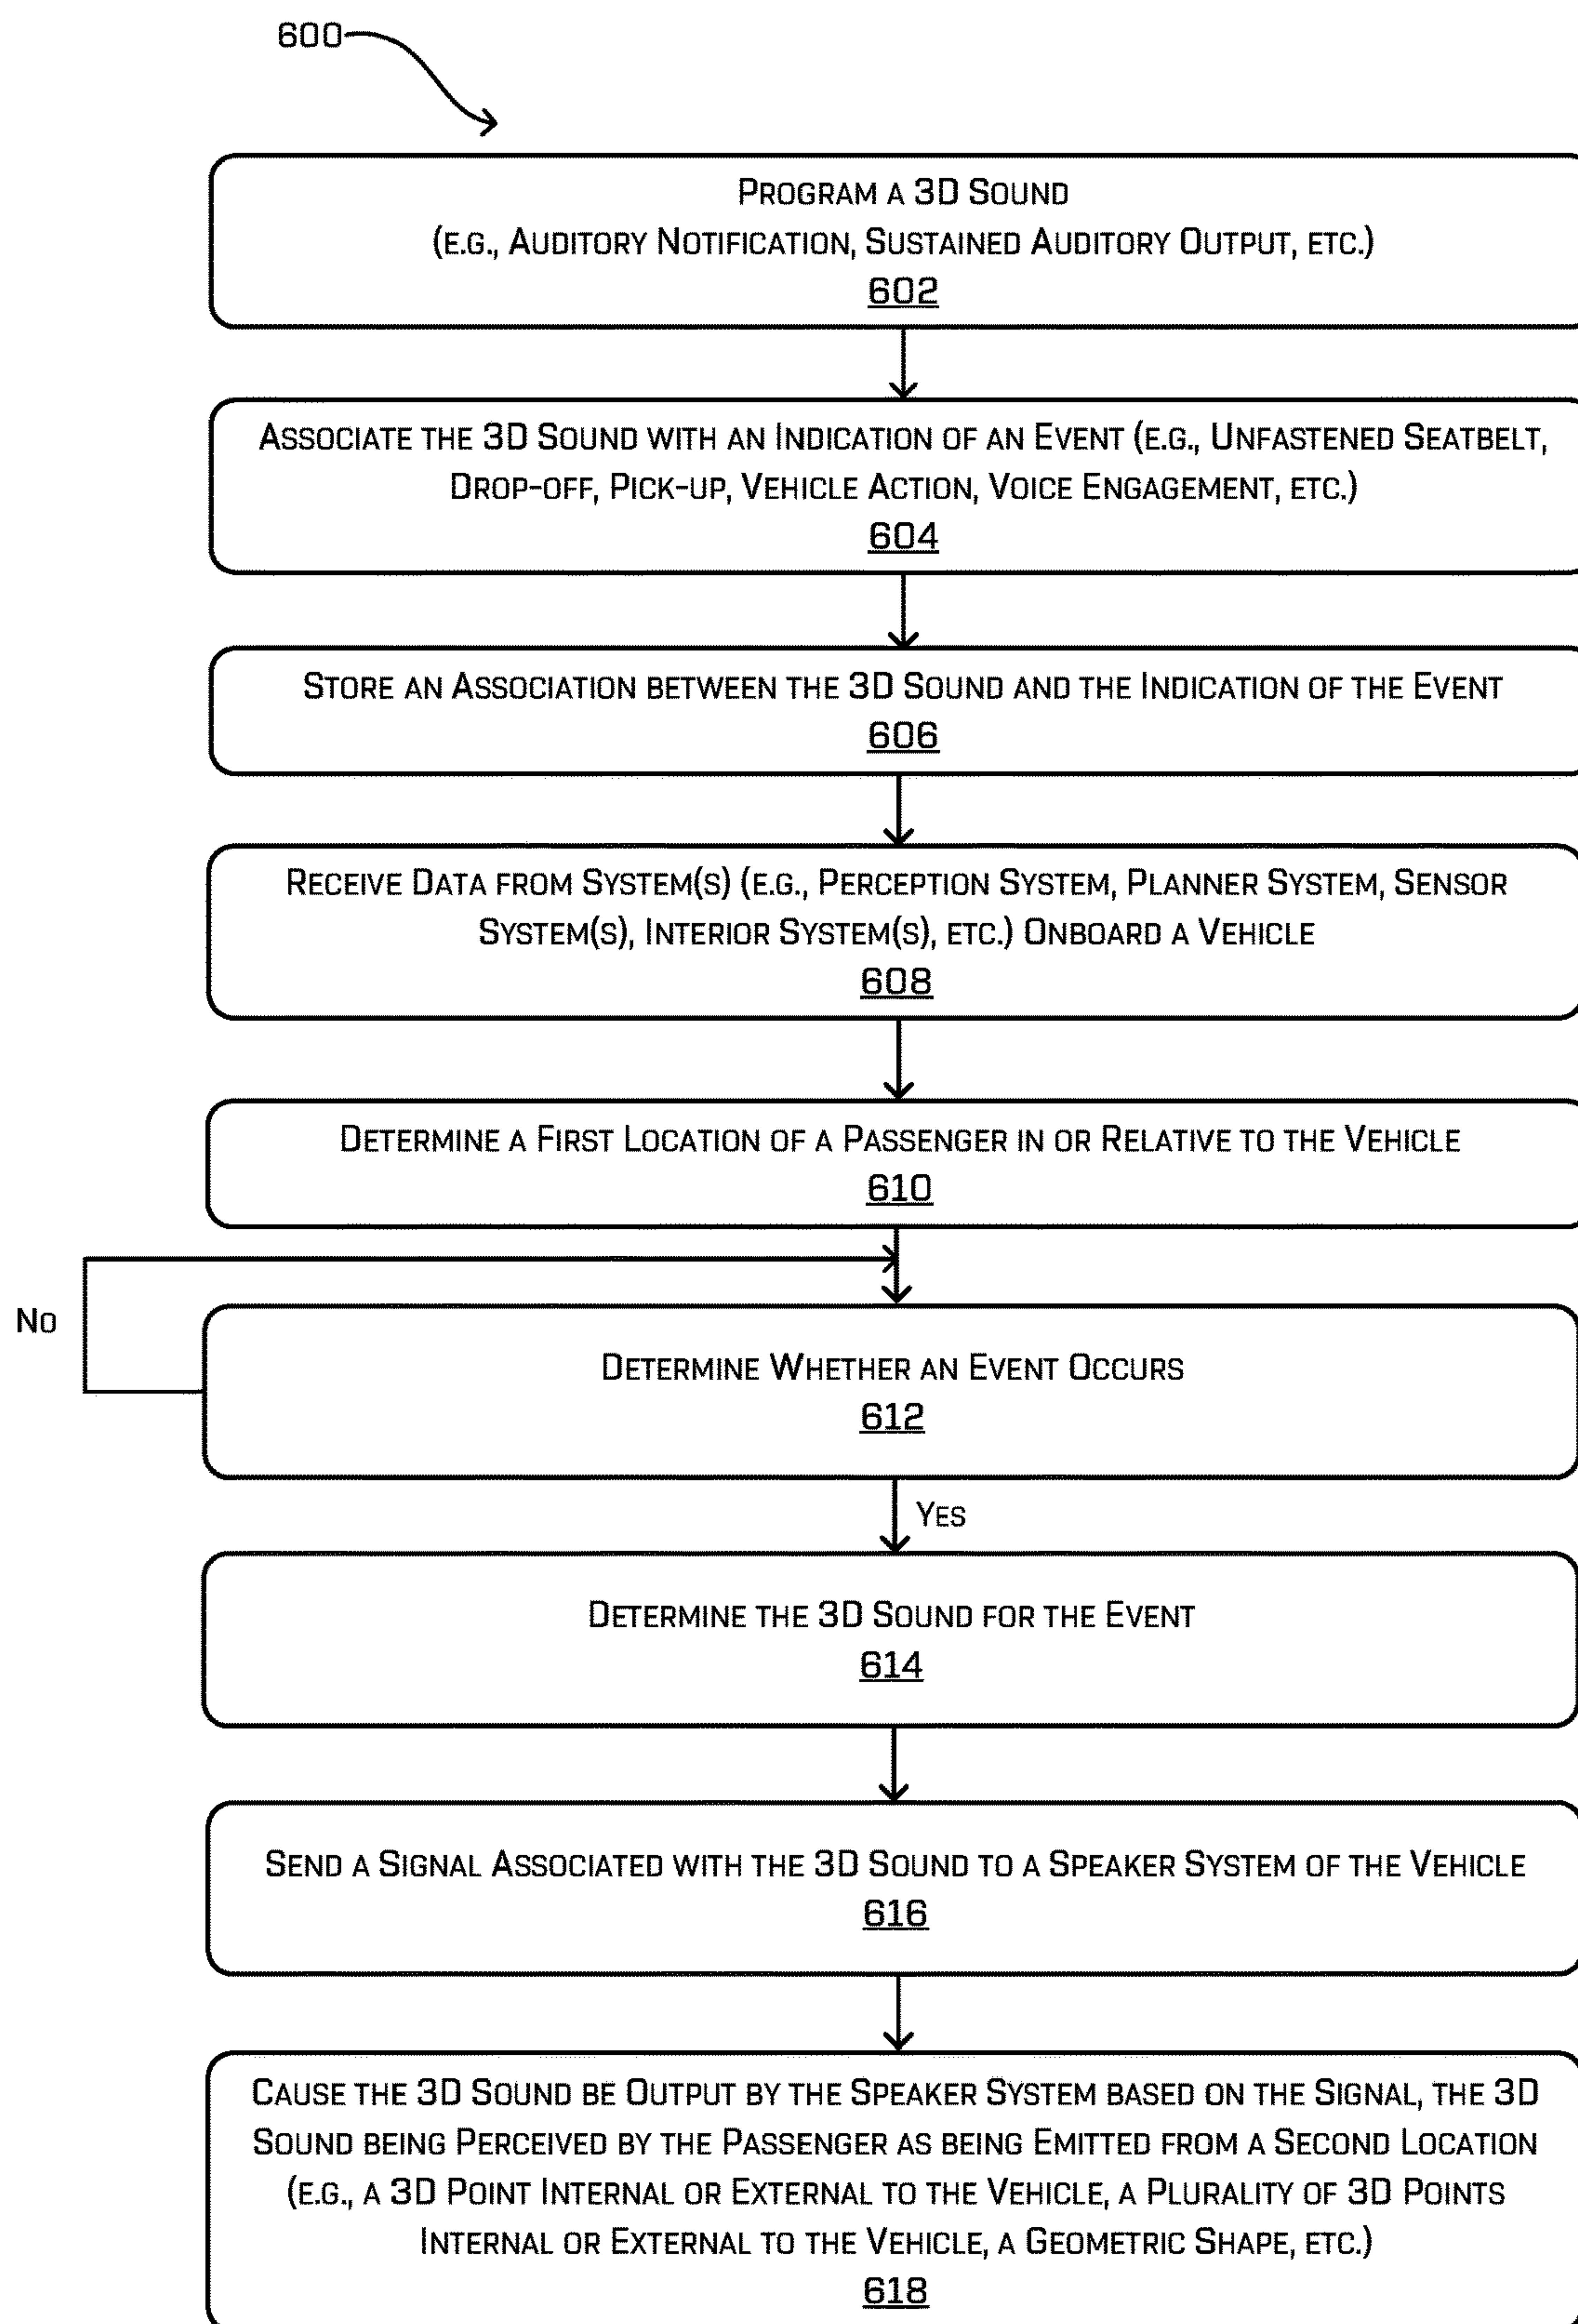 600
PROGRAM A 3D SOUND
(E.G., AUDITORY NOTIFICATION, SUSTAINED AUDITORY OUTPUT, ETC.)
602
ASSOCIATE THE 3D SOUND WITH AN INDICATION OF AN EVENT (E.G., UNFASTENED SEATBELT,
DROP-OFF, PICK-UP, VEHICLE ACTION, VOICE ENGAGEMENT, ETC.)
604
STORE AN ASSOCIATION BETWEEN THE 3D SOUND AND THE INDICATION OF THE EVENT
606
RECEIVE DATA FROM SYSTEM(S) (E.G., PERCEPTION SYSTEM, PLANNER SYSTEM, SENSOR
SYSTEM(S), INTERIOR SYSTEM(S), ETC.) ONBOARD A VEHICLE
608
DETERMINE A FIRST LOCATION OF A PASSENGER IN OR RELATIVE TO THE VEHICLE
610
NO
DETERMINE WHETHER AN EVENT OCCURS
612
YES
DETERMINE THE 3D SOUND FOR THE EVENT
614
SEND A SIGNAL ASSOCIATED WITH THE 3D SOUND TO A SPEAKER SYSTEM OF THE VEHICLE
616
CAUSE THE 3D SOUND BE OUTPUT BY THE SPEAKER SYSTEM BASED ON THE SIGNAL, THE 3D
SOUND BEING PERCEIVED BY THE PASSENGER AS BEING EMITTED FROM A SECOND LOCATION
(E.G., A 3D POINT INTERNAL OR EXTERNAL TO THE VEHICLE, A PLURALITY OF 3D POINTS
INTERNAL OR EXTERNAL TO THE VEHICLE, A GEOMETRIC SHAPE, ETC.)
618